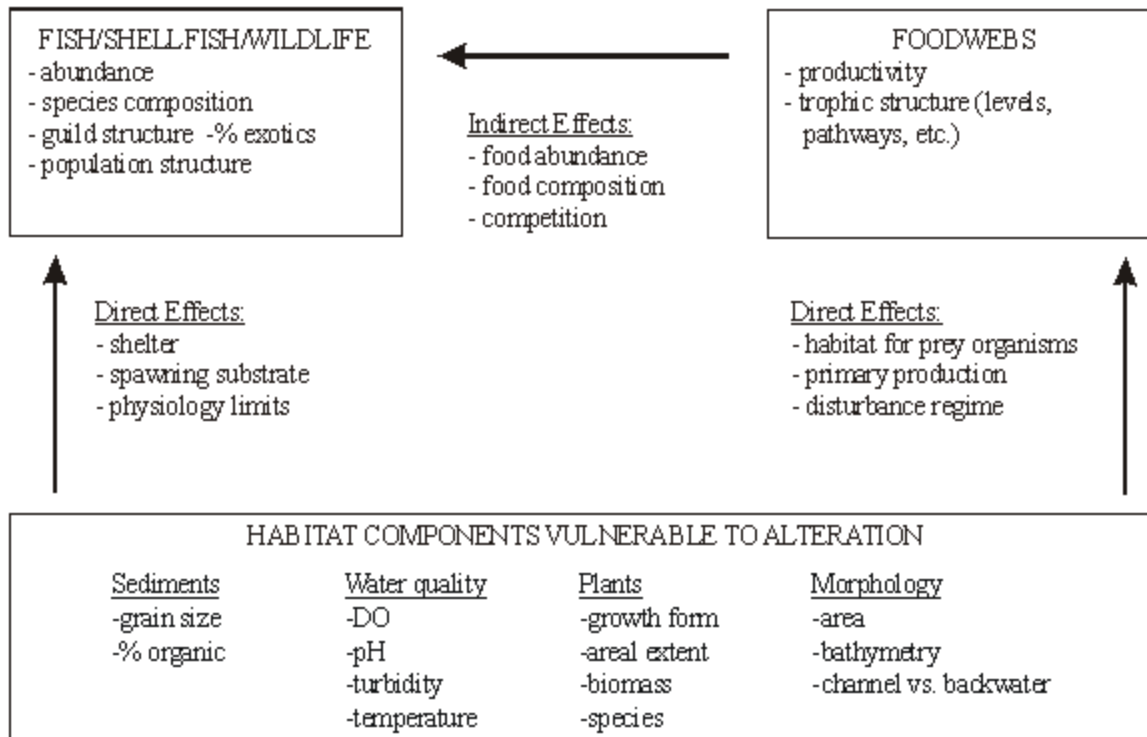 FISH/SHELLFISH/WILDLIFE
- abundance
- species composition
- guild structure -% exotics
- population structure
FOODWEBS
- productivity
- trophic structure (levels,
pathways, etc.)
Indirect Effects:
- food abundance
- food composition
- competition
Direct Effects:
- shelter
- spawning substrate
- physiology limits
Direct Effects:
- habitat for prey organisms
- primary production
- disturbance regime
HABITAT COMPONENTS VULNERABLE TO ALTERATION
Sediments
-grain size
-% organic
Water quality
-DO
-pH
-turbidity
-temperature
Plants
-growth form
-areal extent
-biomass
-species
Morphology
-area
-bathymetry
-channel vs. backwater